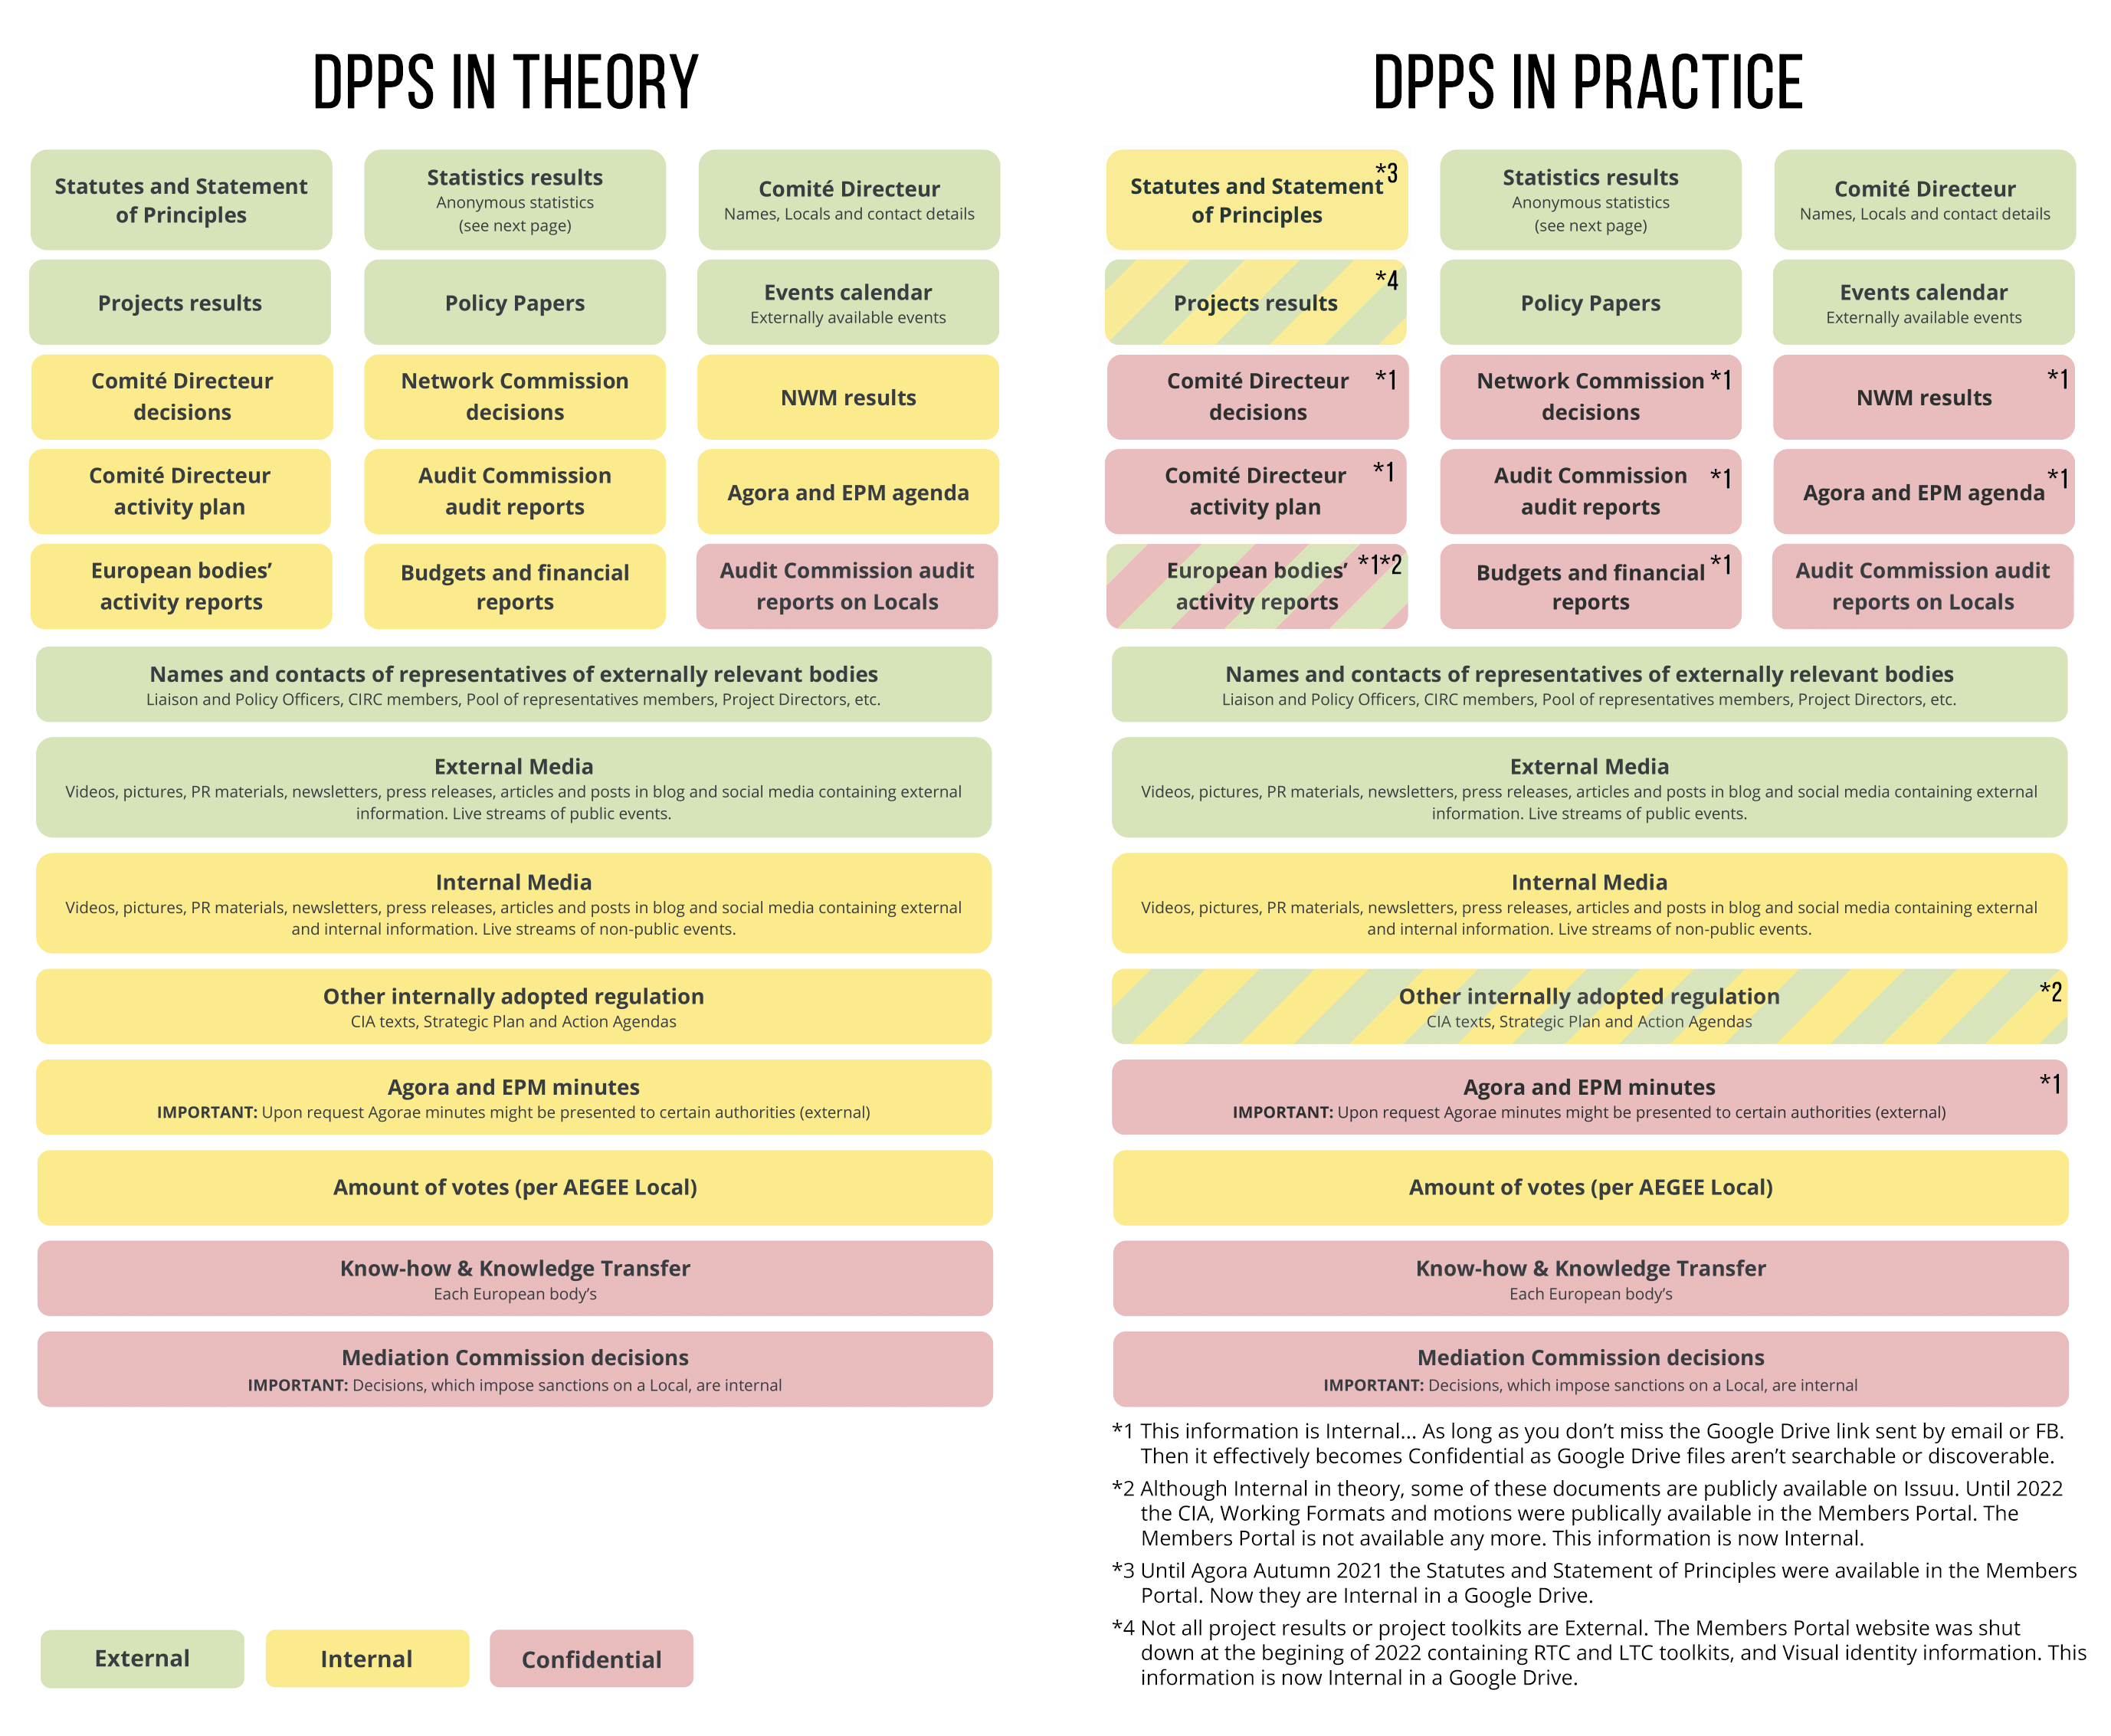 DPPS IN THEORY
Statutes and Statement
of Principles
Statistics results
Anonymous statistics
(see next page)
Comité Directeur
Names, Locals and contact details
Projects results
Policy Papers
Events calendar
Externally available events
Comité Directeur
decisions
Network Commission
decisions
NWM results
Comité Directeur
activity plan
Audit Commission
audit reports
Agora and EPM agenda
European bodies’
activity reports
Budgets and financial
reports
Audit Commission audit
reports on Locals
Names and contacts of representatives of externally relevant bodies
Liaison and Policy Officers, CIRC members, Pool of representatives members, Project Directors, etc.
External Media
Videos, pictures, PR materials, newsletters, press releases, articles and posts in blog and social media containing external
information. Live streams of public events.
Internal Media
Videos, pictures, PR materials, newsletters, press releases, articles and posts in blog and social media containing external
and internal information. Live streams of non-public events.
Other internally adopted regulation
CIA texts, Strategic Plan and Action Agendas
Agora and EPM minutes
IMPORTANT: Upon request Agorae minutes might be presented to certain authorities (external)
Amount of votes (per AEGEE Local)
Know-how & Knowledge Transfer
Each European body’s
Mediation Commission decisions
IMPORTANT: Decisions, which impose sanctions on a Local, are internal
External
Internal
Confidential
DPPS IN PRACTICE
Statutes and Statement *3
of Principles
Statistics results
Anonymous statistics
(see next page)
Comité Directeur
Names, Locals and contact details
Projects results *4
Policy Papers
Events calendar
Externally available events
Comité Directeur *1
decisions
Network Commission *1
decisions
NWM results *1
Comité Directeur *1
activity plan
Audit Commission *1
audit reports
Agora and EPM agenda *1
European bodies’ *1*2
activity reports
Budgets and financial *1
reports
Audit Commission audit
reports on Locals
Names and contacts of representatives of externally relevant bodies
Liaison and Policy Officers, CIRC members, Pool of representatives members, Project Directors, etc.
External Media
Videos, pictures, PR materials, newsletters, press releases, articles and posts in blog and social media containing external
information. Live streams of public events.
Internal Media
Videos, pictures, PR materials, newsletters, press releases, articles and posts in blog and social media containing external
and internal information. Live streams of non-public events.
Other internally adopted regulation *2
CIA texts, Strategic Plan and Action Agendas
Agora and EPM minutes *1
IMPORTANT: Upon request Agorae minutes might be presented to certain authorities (external)
Amount of votes (per AEGEE Local)
Know-how & Knowledge Transfer
Each European body’s
Mediation Commission decisions
IMPORTANT: Decisions, which impose sanctions on a Local, are internal
*1 This information is Internal... As long as you don’t miss the Google Drive link sent by email or FB.
Then it effectively becomes Confidential as Google Drive files aren’t searchable or discoverable.
*2 Although Internal in theory, some of these documents are publicly available on Issuu. Until 2022
the CIA, Working Formats and motions were publically available in the Members Portal. The
Members Portal is not available any more. This information is now Internal.
*3 Until Agora Autumn 2021 the Statutes and Statement of Principles were available in the Members
Portal. Now they are Internal in a Google Drive.
*4 Not all project results or project toolkits are External. The Members Portal website was shut
down at the begining of 2022 containing RTC and LTC toolkits, and Visual identity information. This
information is now Internal in a Google Drive.